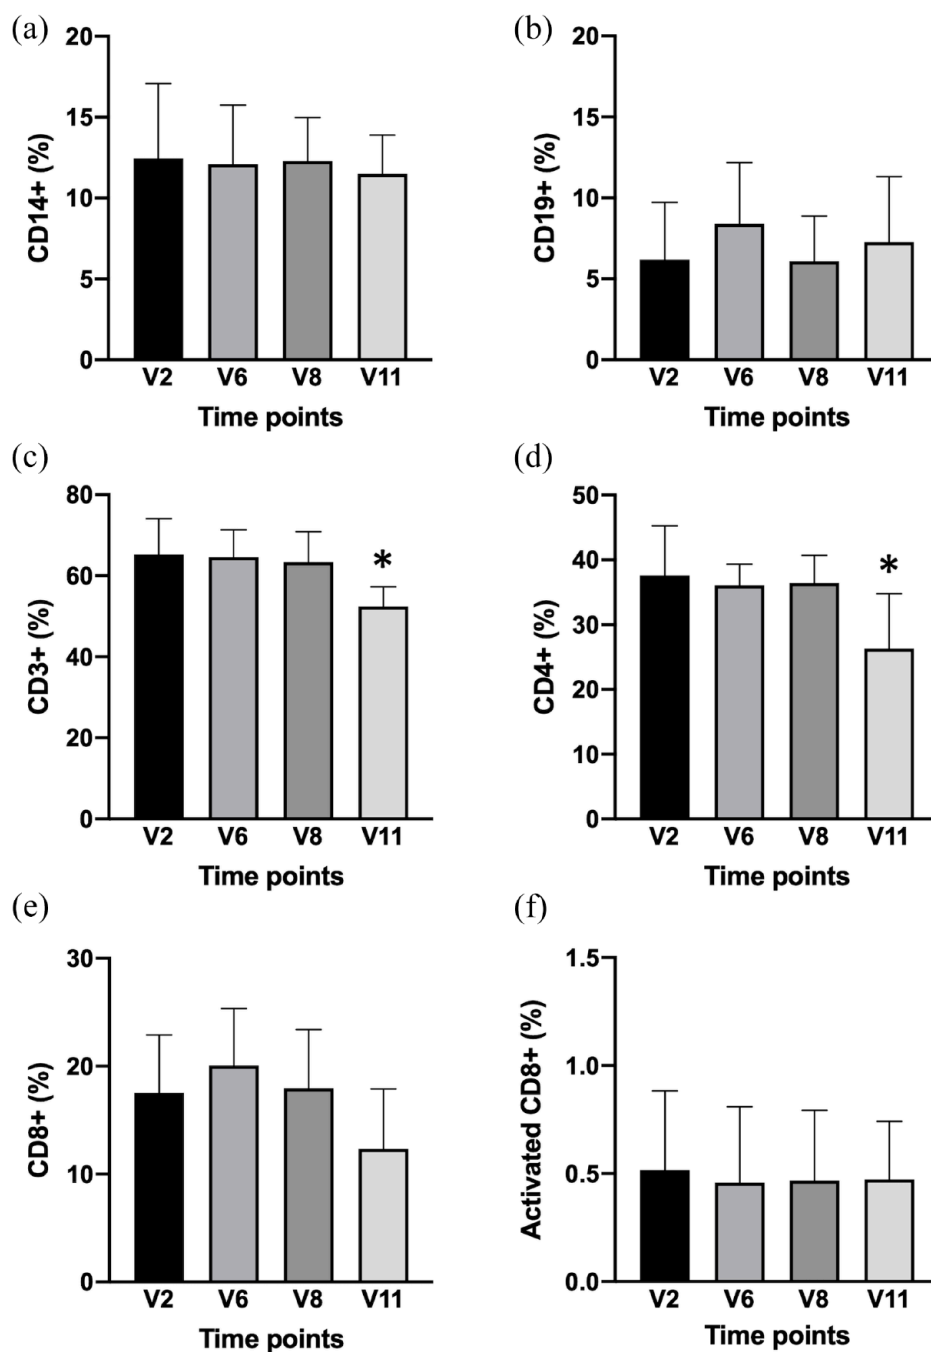 (a)
CD14+ (%)
20
15
10
5
0
V2 V6 V8 V11
Time points
(b)
CD19+ (%)
20
15
10
5
0
V2 V6 V8 V11
Time points
(c)
CD3+ (%)
80
60
40
20
0
*
V2 V6 V8 V11
Time points
(d)
CD4+ (%)
50
40
30
20
10
0
*
V2 V6 V8 V11
Time points
(e)
CD8+ (%)
30
20
10
0
V2 V6 V8 V11
Time points
(f)
Activated CD8+ (%)
1.5
1.0
0.5
0.0
V2 V6 V8 V11
Time points